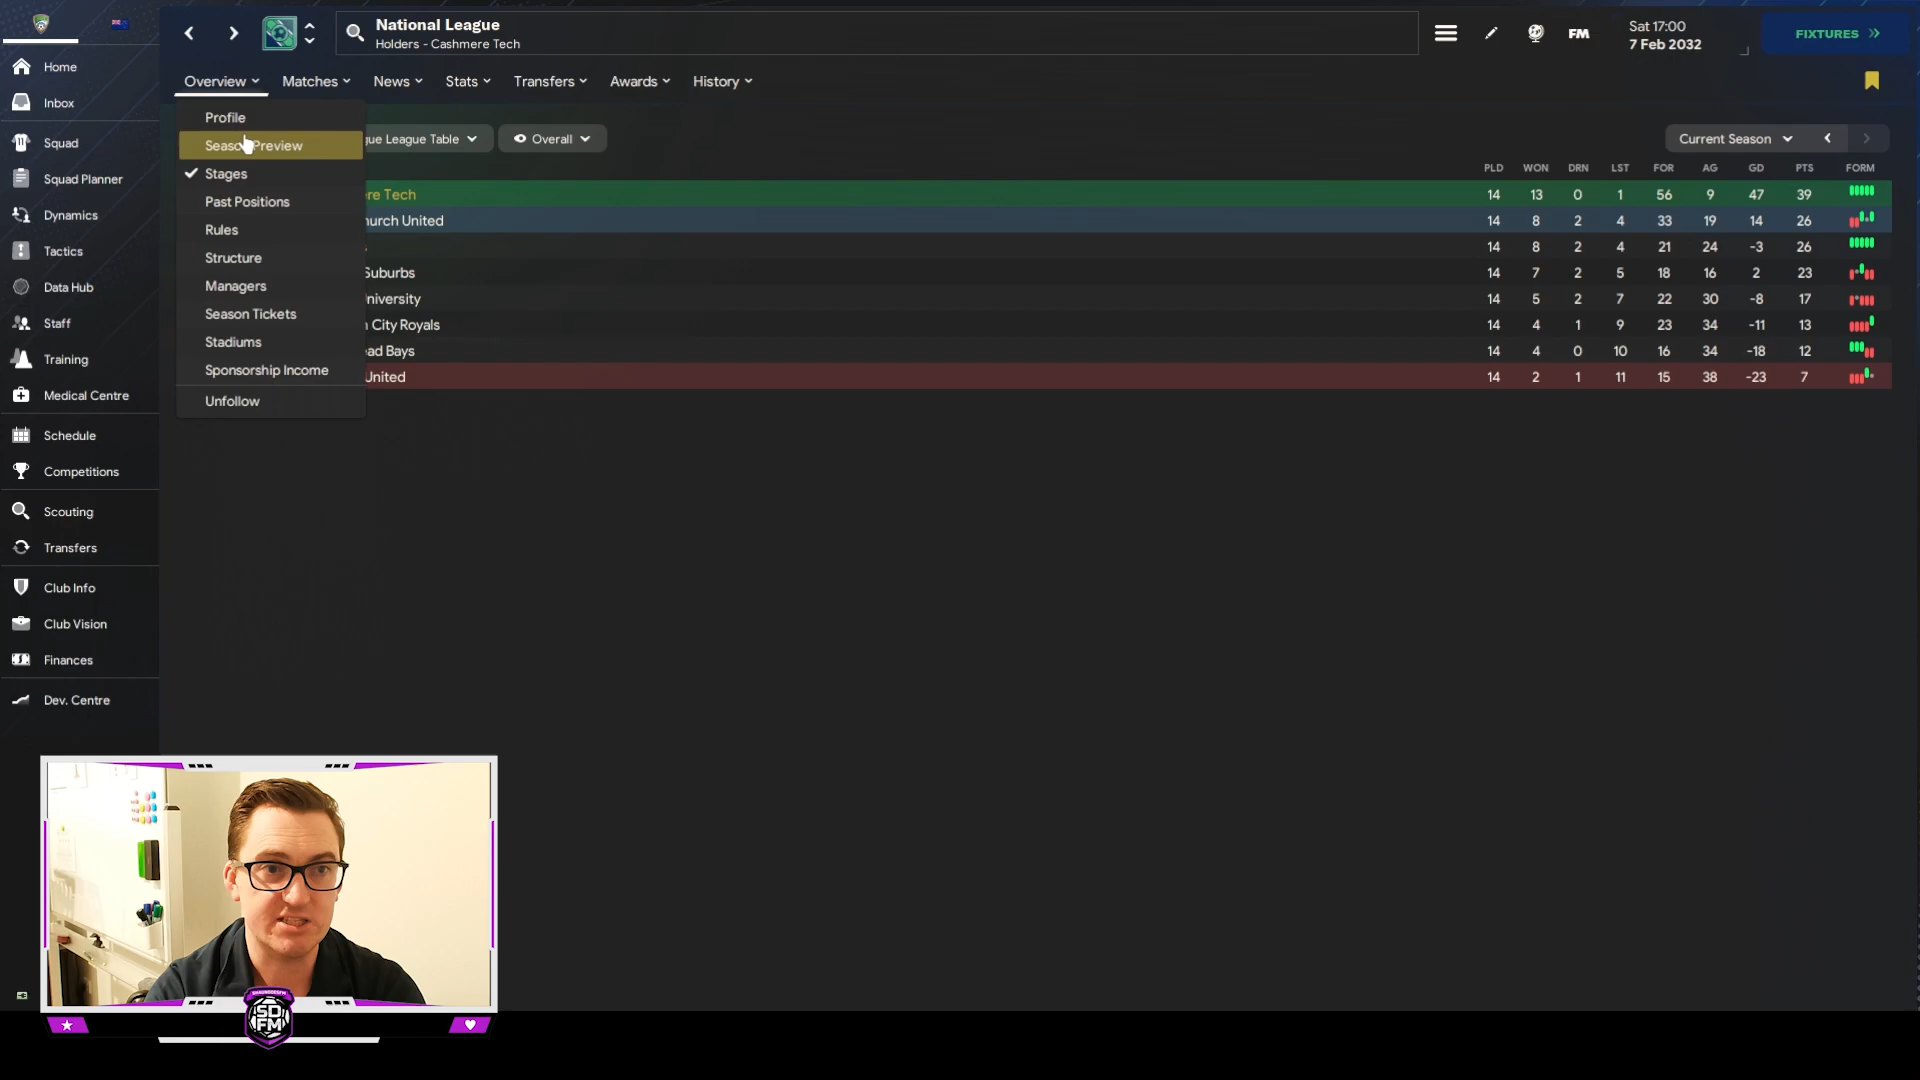 National League
Holders - Cashmere Tech
FM
Sat 17:00
7 Feb 2032
FIXTURES
Overview
Matches
News
Stats
Transfers
Awards
History
Home
Inbox
Squad
Squad Planner
Dynamics
Tactics
Data Hub
Staff
Training
Medical Centre
Schedule
Competitions
Scouting
Transfers
Club Info
Club Vision
Finances
Dev. Centre
Profile
Preview
Stages
Past Positions
Rules
Structure
Managers
Season Tickets
Stadiums
Sponsorship Income
Unfollow
gue League Table
Overall
Current Season
PLD WON DRN LST FOR AG GD PTS FORM
ere Tech 14 13 0 1 56 9 47 39
hurch United 14 8 2 4 33 19 14 26
14 8 2 4 21 24 -3 26
Suburbs 14 7 2 5 18 16 2 23
niversity 14 5 2 7 22 30 -8 17
City Royals 14 4 1 9 23 34 -11 13
ead Bays 14 4 0 10 16 34 -18 12
United 14 2 1 11 15 38 -23 7
SD
FM